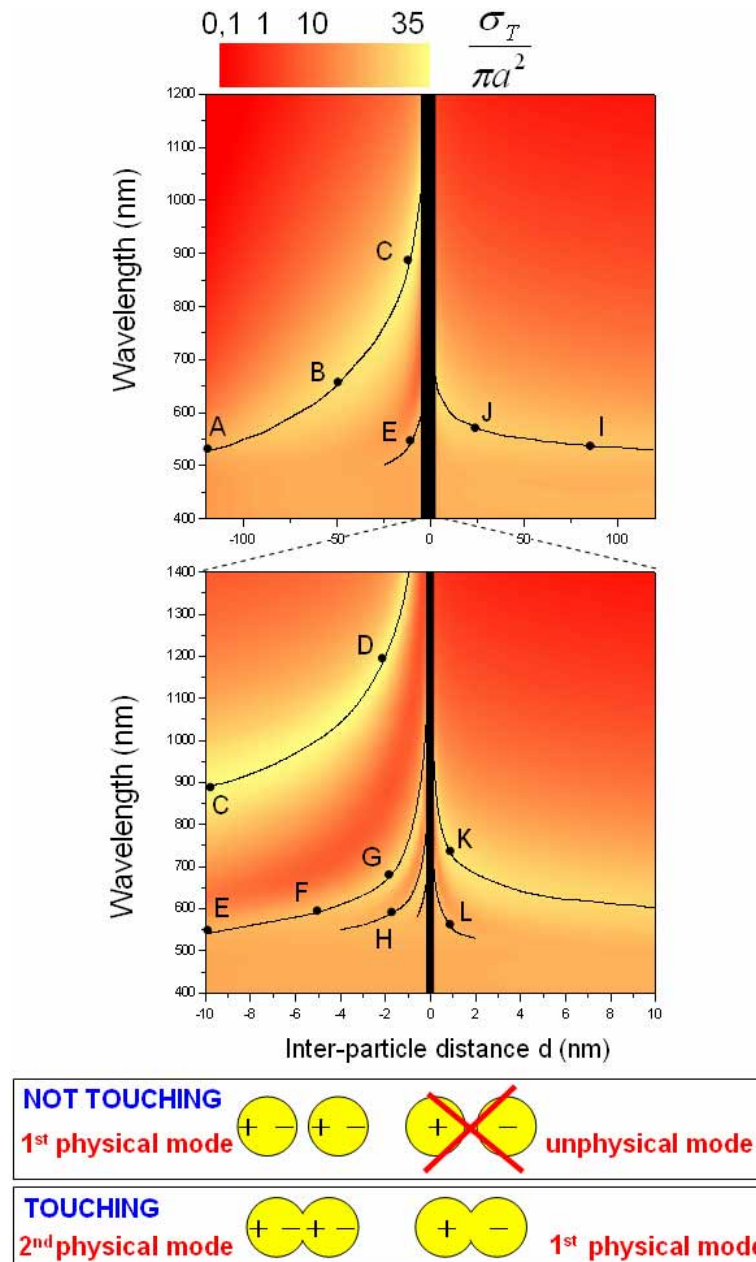 0,1 1 10 35
σ_T
πa²
Wavelength (nm)
1200
1100
1000
900
800
700
600
500
400
A
B
C
E
J
I
-100 -50 0 50 100
Wavelength (nm)
1400
1300
1200
1100
1000
900
800
700
600
500
400
D
C
K
G
F
E
H
L
-10 -8 -6 -4 -2 0 2 4 6 8 10
Inter-particle distance d (nm)
NOT TOUCHING
1st physical mode
+ - + -
+ -
unphysical mode
TOUCHING
2nd physical mode
+ - + -
+ -
1st physical mode